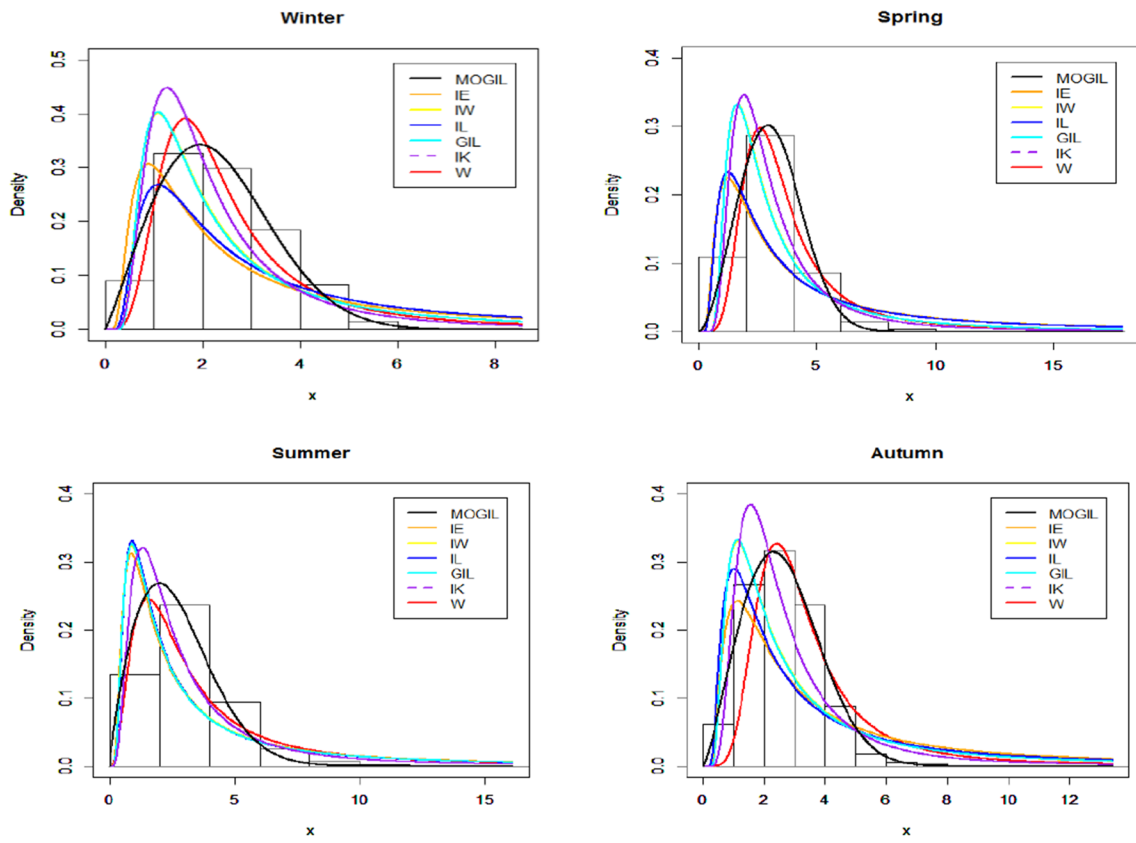 Winter
Density
0.0 0.1 0.2 0.3 0.4 0.5
MOGIL
IE
IW
IL
GIL
IK
W
0 2 4 6 8
x
Spring
Density
0.0 0.1 0.2 0.3 0.4
MOGIL
IE
IW
IL
GIL
IK
W
0 5 10 15
x
Summer
Density
0.0 0.1 0.2 0.3 0.4
MOGIL
IE
IW
IL
GIL
IK
W
0 5 10 15
x
Autumn
Density
0.0 0.1 0.2 0.3 0.4
MOGIL
IE
IW
IL
GIL
IK
W
0 2 4 6 8 10 12
x